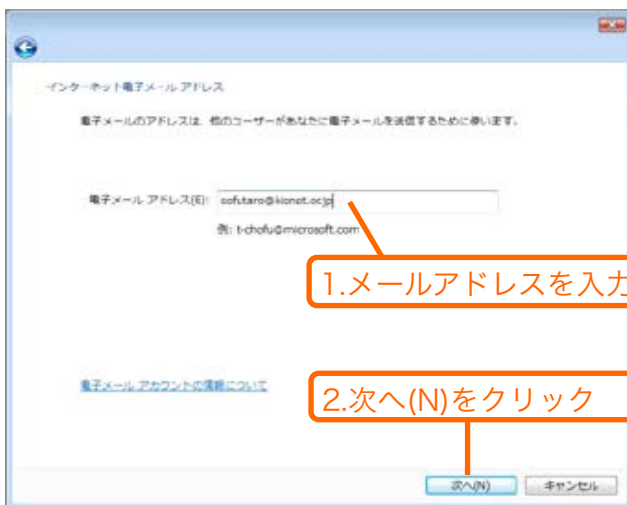 インターネット電子メール アドレス
電子メールのアドレスは、他のユーザーがあなたに電子メールを送信するために使います。
電子メール アドレス(E):
例: t-chofu@microsoft.com
1.メールアドレスを入力
電子メール アカウントの情報について
2.次へ(N)をクリック
次へ(N) キャンセル